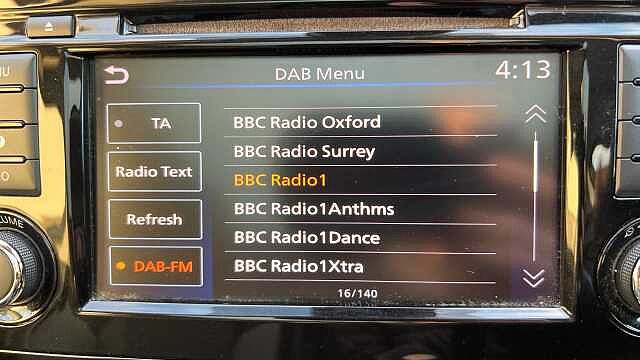 DAB Menu
4:13
TA
Radio Text
Refresh
DAB-FM
BBC Radio Oxford
BBC Radio Surrey
BBC Radio1
BBC Radio1Anthms
BBC Radio1Dance
BBC Radio1Xtra
16/140
VOLUME